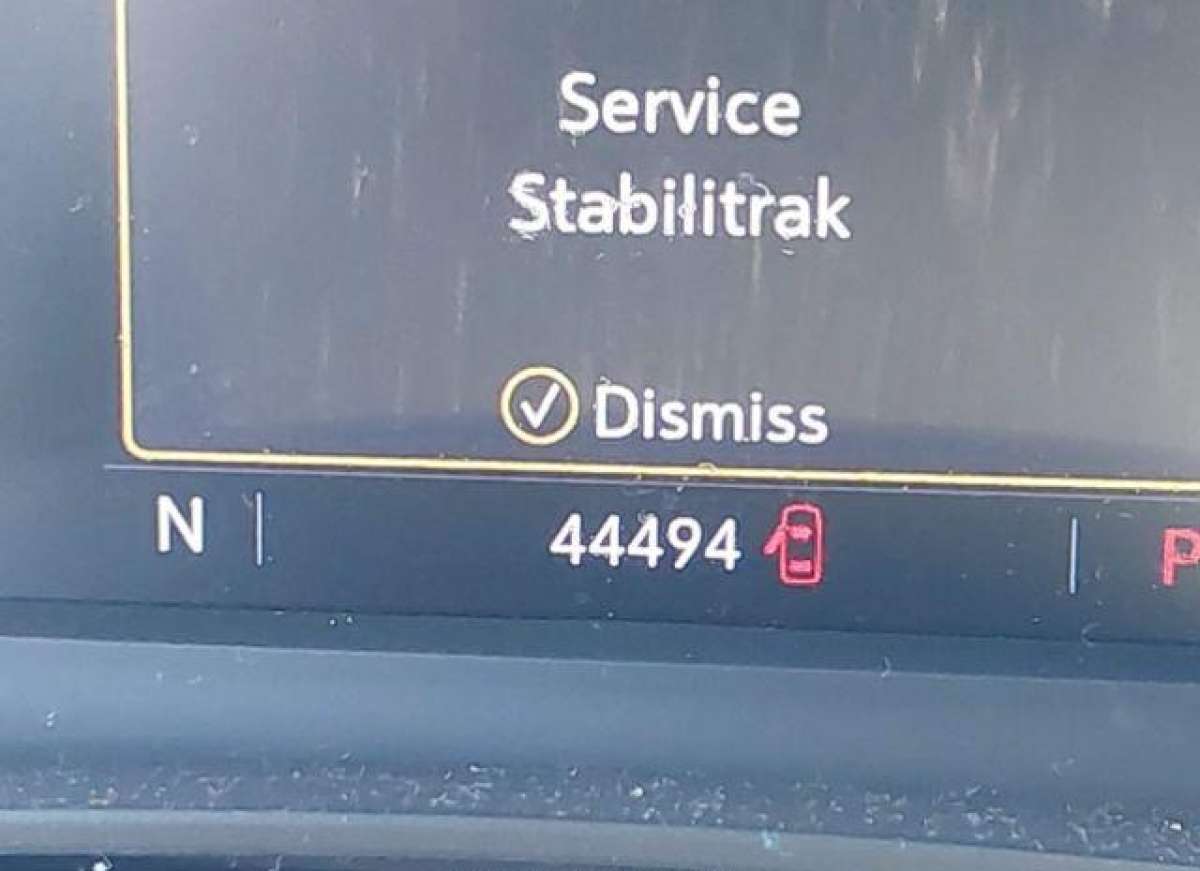 Service
Stabilitrak
Dismiss
N 44494 P